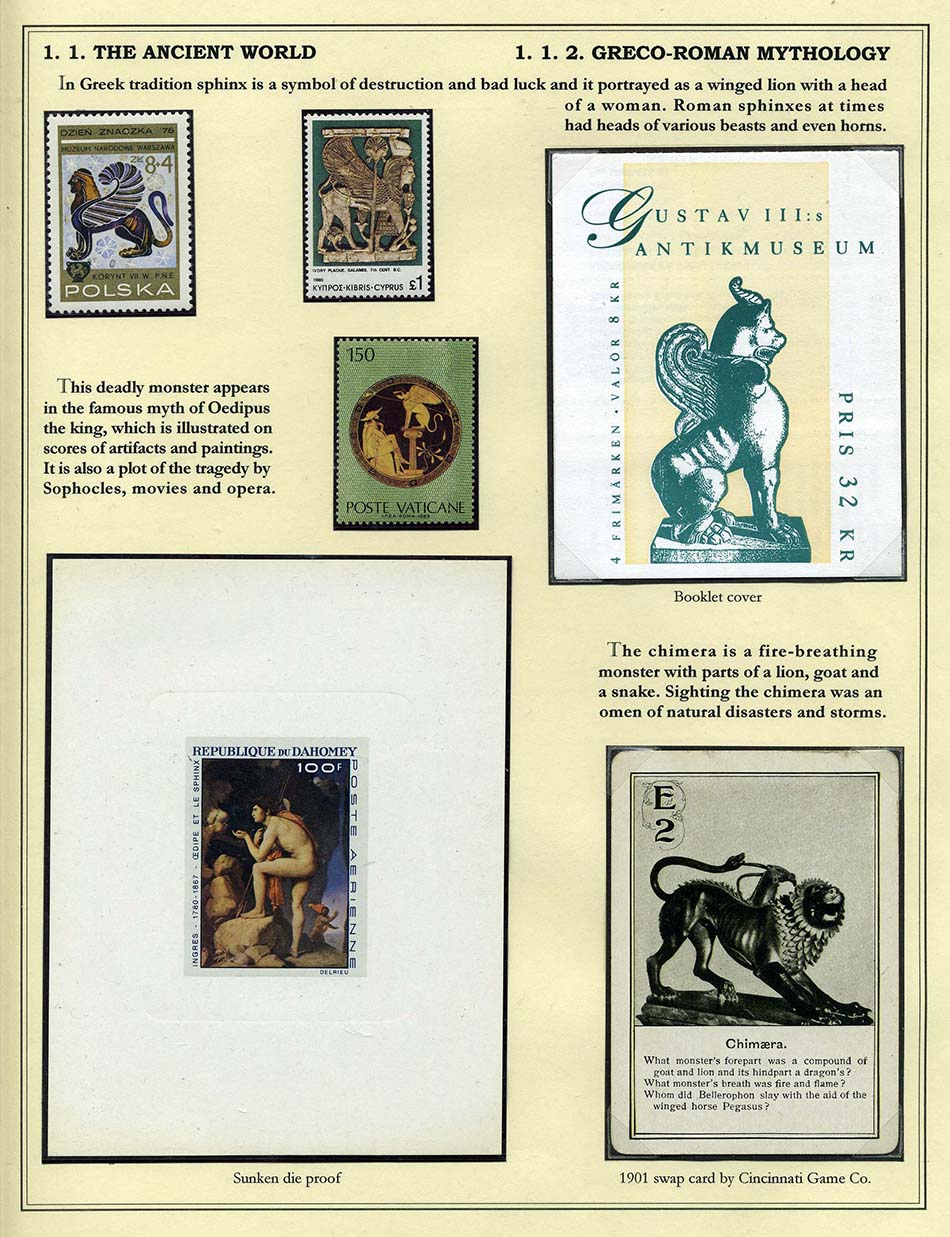 1. 1. THE ANCIENT WORLD
1. 1. 2. GRECO-ROMAN MYTHOLOGY
In Greek tradition sphinx is a symbol of destruction and bad luck and it portrayed as a winged lion with a head
of a woman. Roman sphinxes at times
had heads of various beasts and even horns.
DZIEŃ ZNACZKA '76
MUZEUM NARODOWE WARSZAWA
ZŁ 8+4
KORYNT VII W. P.N.E
POLSKA
IVORY PLAQUE, SALAMIS, 7th CENT. B.C.
1980
ΚΥΠΡΟΣ·KIBRIS·CYPRUS £1
GUSTAV III:s
ANTIKMUSEUM
4 FRIMÄRKEN · VALÖR 8 KR
PRIS 32 KR
Booklet cover
This deadly monster appears
in the famous myth of Oedipus
the king, which is illustrated on
scores of artifacts and paintings.
It is also a plot of the tragedy by
Sophocles, movies and opera.
150
POSTE VATICANE
I.P.Z.S.-ROMA-1983
REPUBLIQUE DU DAHOMEY
100F
POSTE AERIENNE
INGRES - 1780-1867 - ŒDIPE ET LE SPHINX
DELRIEU
Sunken die proof
The chimera is a fire-breathing
monster with parts of a lion, goat and
a snake. Sighting the chimera was an
omen of natural disasters and storms.
E
2
Chimæra.
What monster's forepart was a compound of
goat and lion and its hindpart a dragon's?
What monster's breath was fire and flame?
Whom did Bellerophon slay with the aid of the
winged horse Pegasus?
1901 swap card by Cincinnati Game Co.